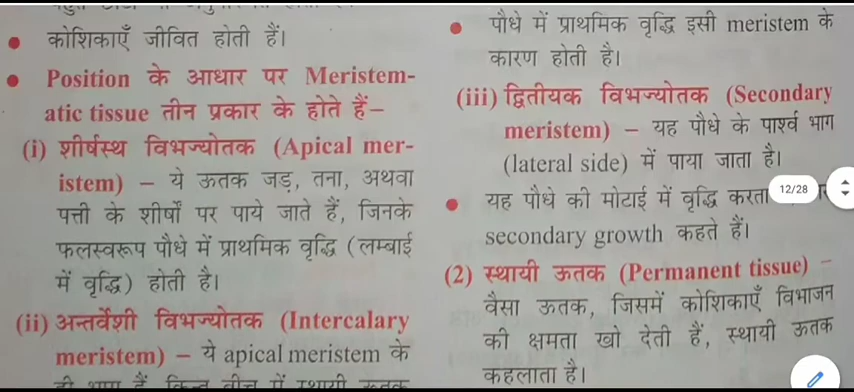 कोशिकाएँ जीवित होती हैं।
Position के आधार पर Meristem-
atic tissue तीन प्रकार के होते हैं–
(i) शीर्षस्थ विभज्योतक (Apical mer-
istem) – ये ऊतक जड़, तना, अथवा
पत्ती के शीर्षों पर पाये जाते हैं, जिनके
फलस्वरूप पौधे में प्राथमिक वृद्धि (लम्बाई
में वृद्धि) होती है।
(ii) अन्तर्वेशी विभज्योतक (Intercalary
meristem) – ये apical meristem के
पौधे में प्राथमिक वृद्धि इसी meristem के
कारण होती है।
(iii) द्वितीयक विभज्योतक (Secondary
meristem) – यह पौधे के पार्श्व भाग
(lateral side) में पाया जाता है।
यह पौधे की मोटाई में वृद्धि करता
12/28
secondary growth कहते हैं।
(2) स्थायी ऊतक (Permanent tissue) –
वैसा ऊतक, जिसमें कोशिकाएँ विभाजन
की क्षमता खो देती हैं, स्थायी ऊतक
कहलाता है।